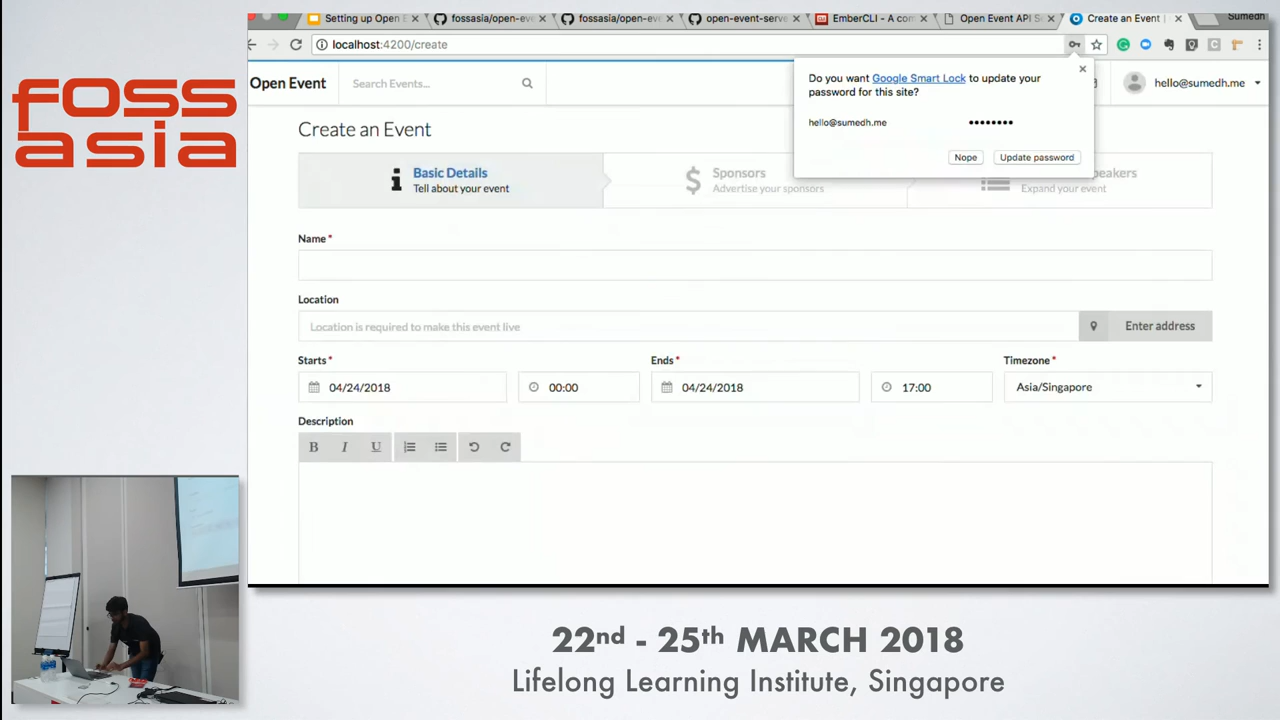 Setting up Open E
fossasia/open-eve
fossasia/open-eve
open-event-serve
EmberCLI - A com
Open Event API Se
Create an Event |
Sumedh
localhost:4200/create
Open Event
Search Events...
hello@sumedh.me
Do you want Google Smart Lock to update your
password for this site?
hello@sumedh.me ••••••••
Nope
Update password
foss
asia
Create an Event
Basic Details
Tell about your event
Sponsors
Advertise your sponsors
peakers
Expand your event
Name *
Location
Location is required to make this event live
Enter address
Starts * Ends * Timezone *
04/24/2018 00:00 04/24/2018 17:00 Asia/Singapore
Description
B I U
22nd - 25th MARCH 2018
Lifelong Learning Institute, Singapore